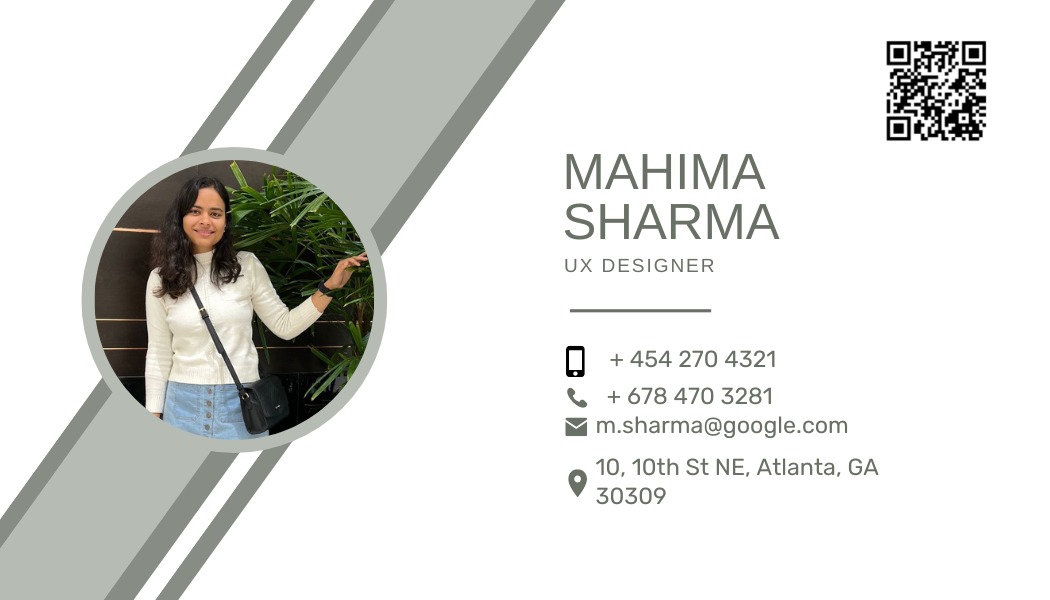 MAHIMA
SHARMA
UX DESIGNER
+ 454 270 4321
+ 678 470 3281
m.sharma@google.com
10, 10th St NE, Atlanta, GA
30309